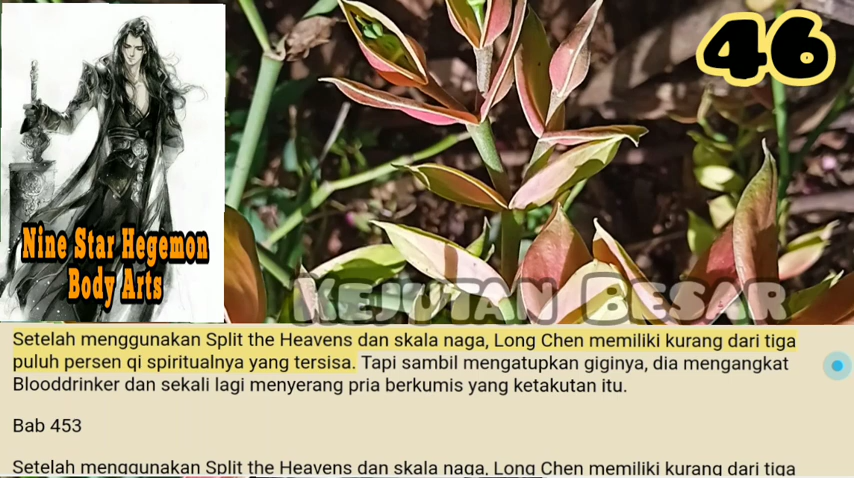 46
Nine Star Hegemon
Body Arts
Kejutan Besar
Setelah menggunakan Split the Heavens dan skala naga, Long Chen memiliki kurang dari tiga
puluh persen qi spiritualnya yang tersisa. Tapi sambil mengatupkan giginya, dia mengangkat
Blooddrinker dan sekali lagi menyerang pria berkumis yang ketakutan itu.
Bab 453
Setelah menggunakan Split the Heavens dan skala naga, Long Chen memiliki kurang dari tiga